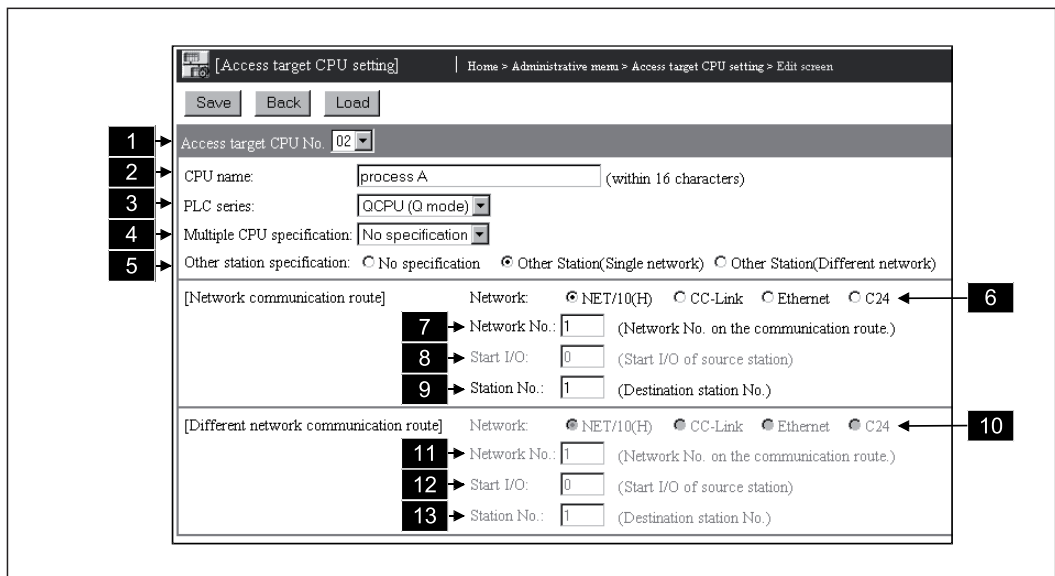 [Access target CPU setting] Home > Administrative menu > Access target CPU setting > Edit screen
Save Back Load
1 Access target CPU No. 02
2 CPU name: process A (within 16 characters)
3 PLC series: QCPU (Q mode)
4 Multiple CPU specification: No specification
5 Other station specification: No specification Other Station(Single network) Other Station(Different network)
[Network communication route] Network: NET/10(H) CC-Link Ethernet C24 6
7 Network No.: 1 (Network No. on the communication route.)
8 Start I/O: 0 (Start I/O of source station)
9 Station No.: 1 (Destination station No.)
[Different network communication route] Network: NET/10(H) CC-Link Ethernet C24 10
11 Network No.: 1 (Network No. on the communication route.)
12 Start I/O: 0 (Start I/O of source station)
13 Station No.: 1 (Destination station No.)